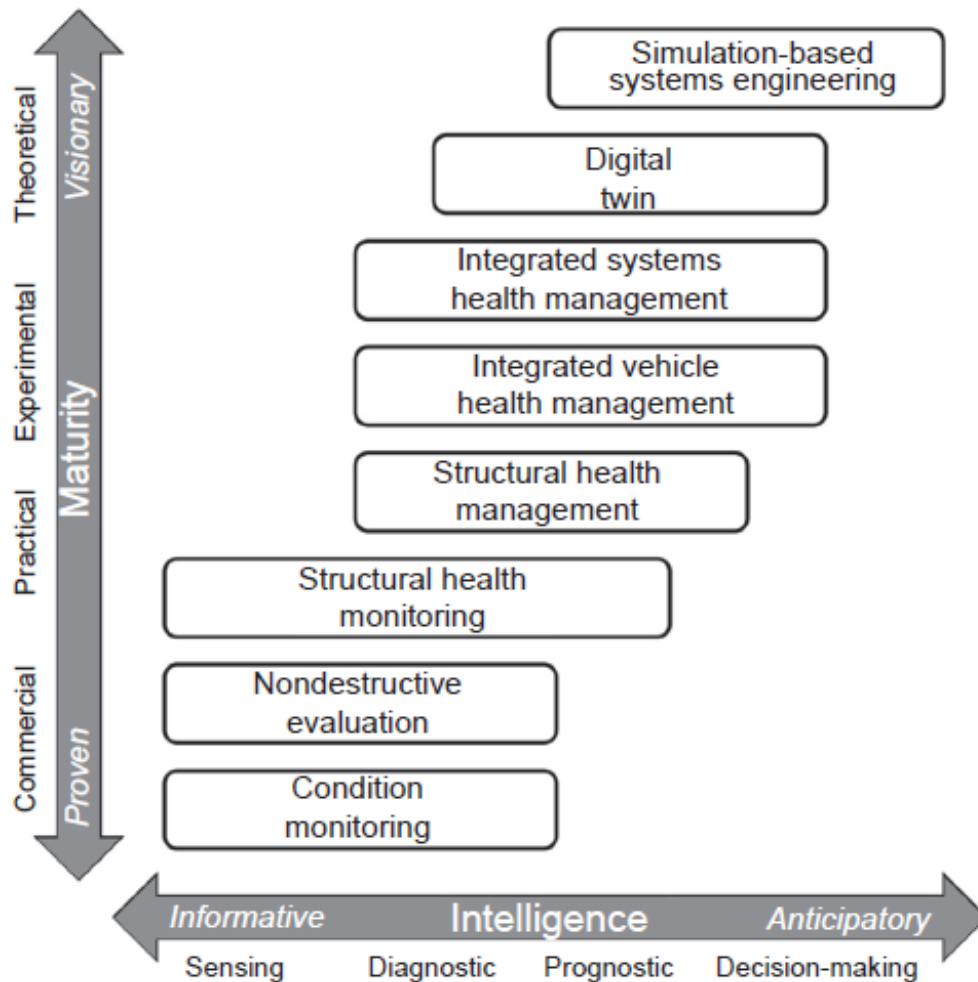 Simulation-based
systems engineering
Digital
twin
Integrated systems
health management
Integrated vehicle
health management
Structural health
management
Structural health
monitoring
Nondestructive
evaluation
Condition
monitoring
Theoretical
Experimental
Practical
Commercial
Visionary
Maturity
Proven
Informative Intelligence Anticipatory
Sensing Diagnostic Prognostic Decision-making